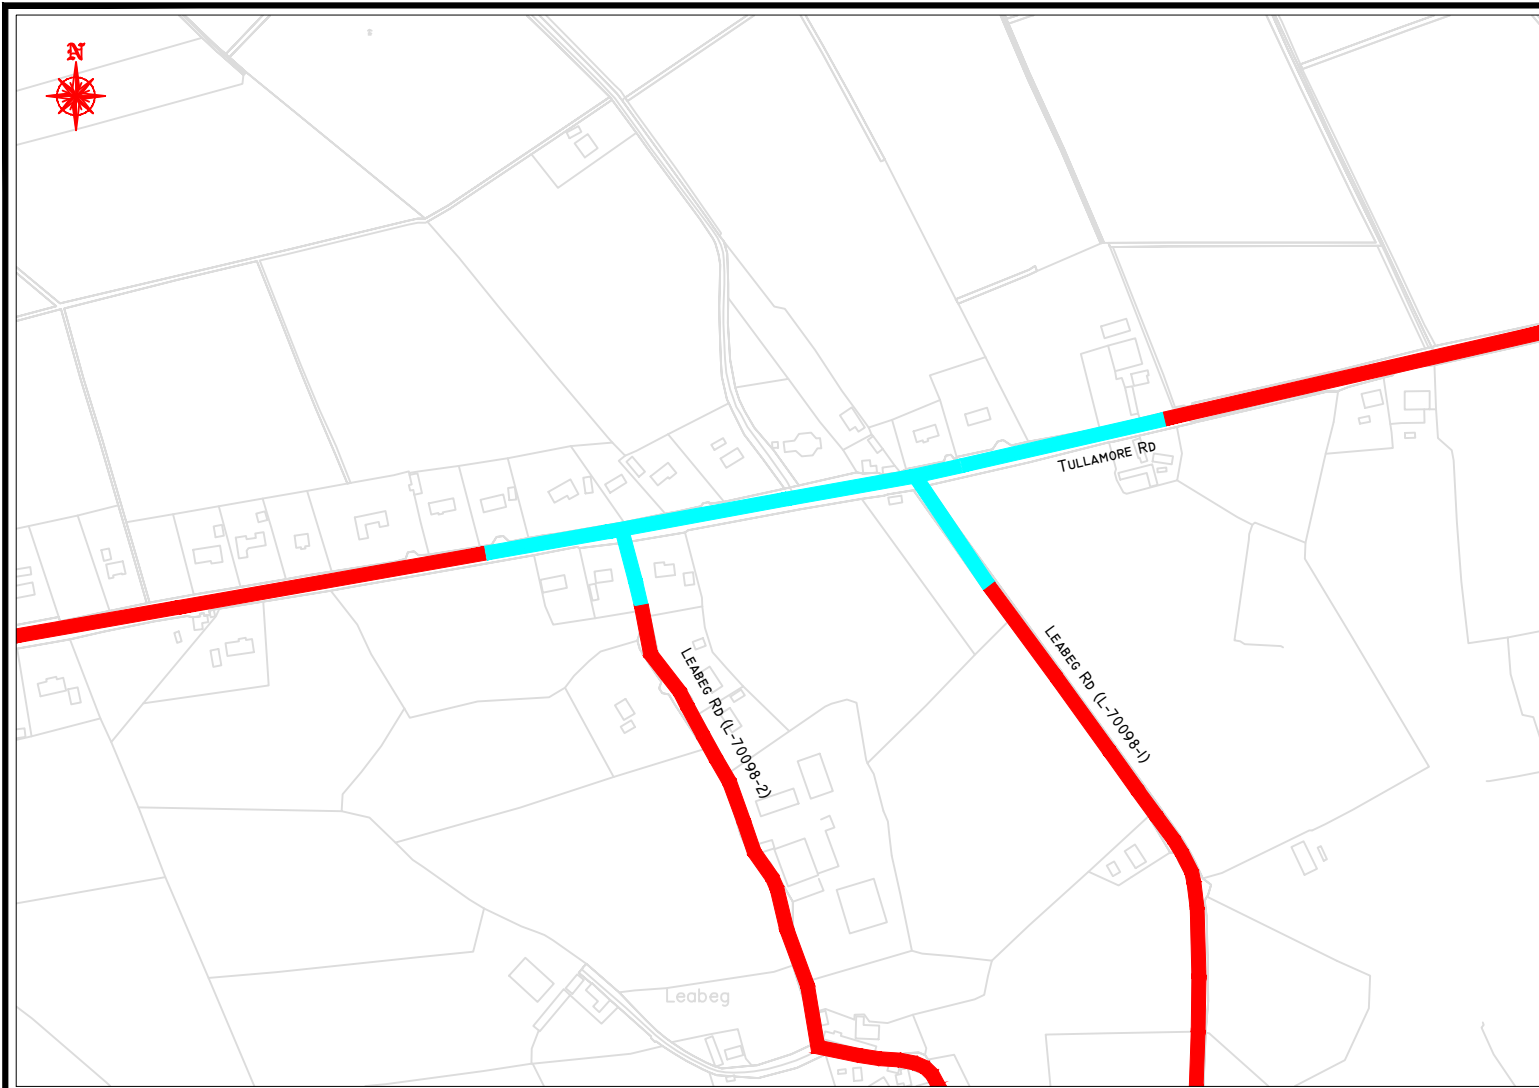 N
Tullamore Rd
Leabeg Rd (L-70098-2)
Leabeg Rd (L-70098-1)
Leabeg